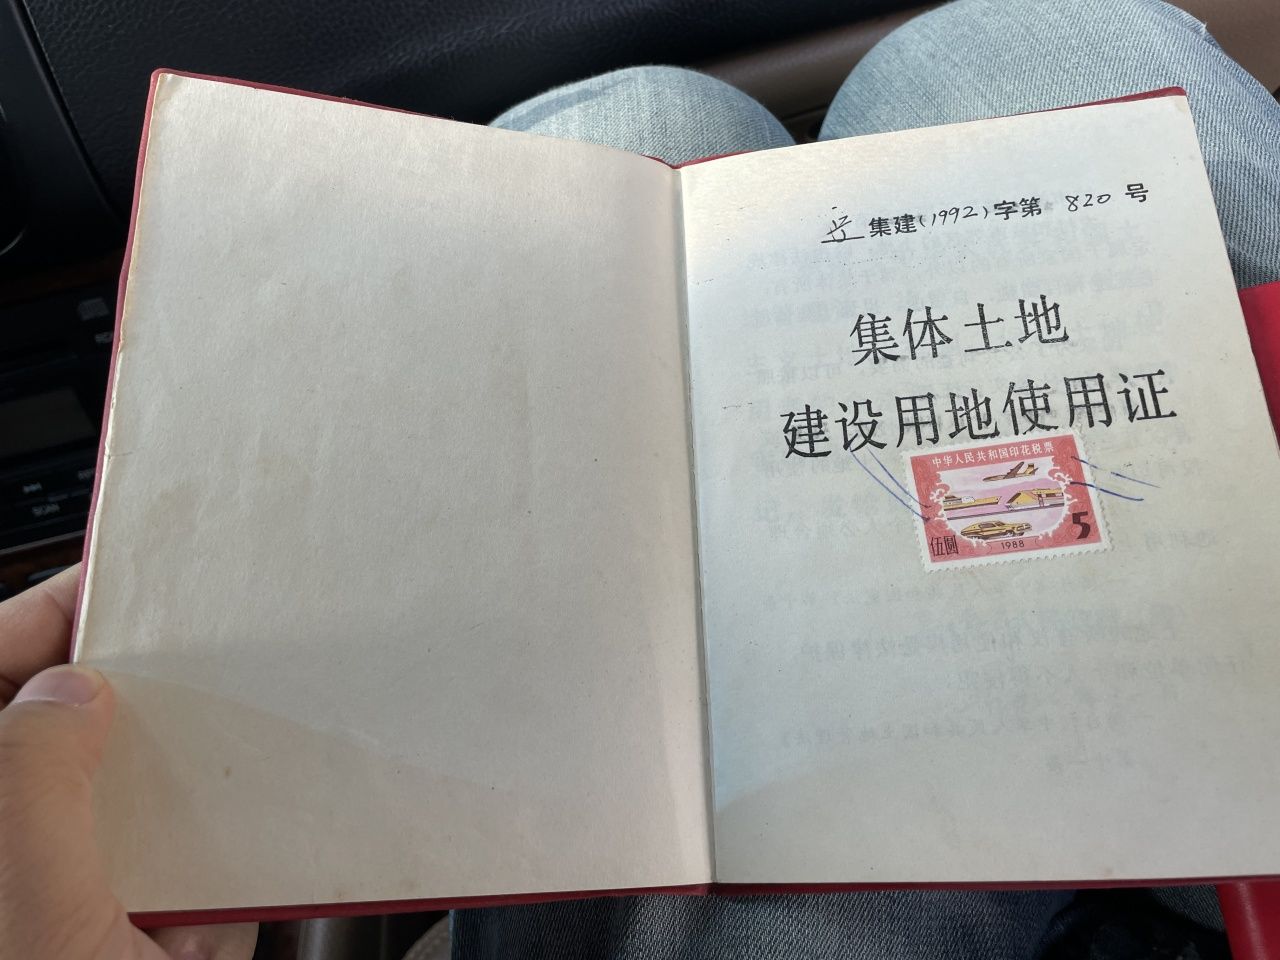 集建(1992)字第 820 号
集体土地
建设用地使用证
中华人民共和国印花税票
伍圆 1988 5
SCAN